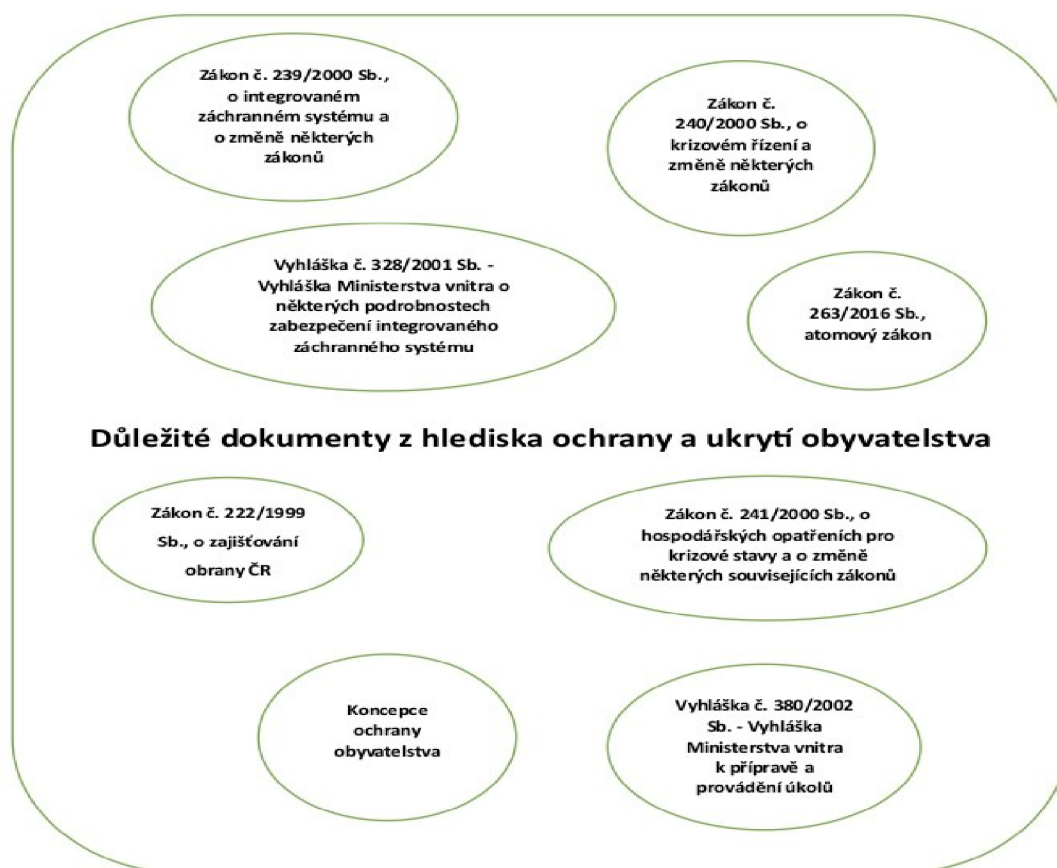 Zákon č. 239/2000 Sb.,
o integrovaném
záchranném systému a
o změně některých
zákonů
Zákon č.
240/2000 Sb., o
krizovém řízení a
změně některých
zákonů
Vyhláška č. 328/2001 Sb. -
Vyhláška Ministerstva vnitra o
některých podrobnostech
zabezpečení integrovaného
záchranného systému
Zákon č.
263/2016 Sb.,
atomový zákon
Důležité dokumenty z hlediska ochrany a ukrytí obyvatelstva
Zákon č. 222/1999
Sb., o zajišťování
obrany ČR
Zákon č. 241/2000 Sb., o
hospodářských opatřeních pro
krizové stavy a o změně
některých souvisejících zákonů
Koncepce
ochrany
obyvatelstva
Vyhláška č. 380/2002
Sb. - Vyhláška
Ministerstva vnitra
k přípravě a
provádění úkolů